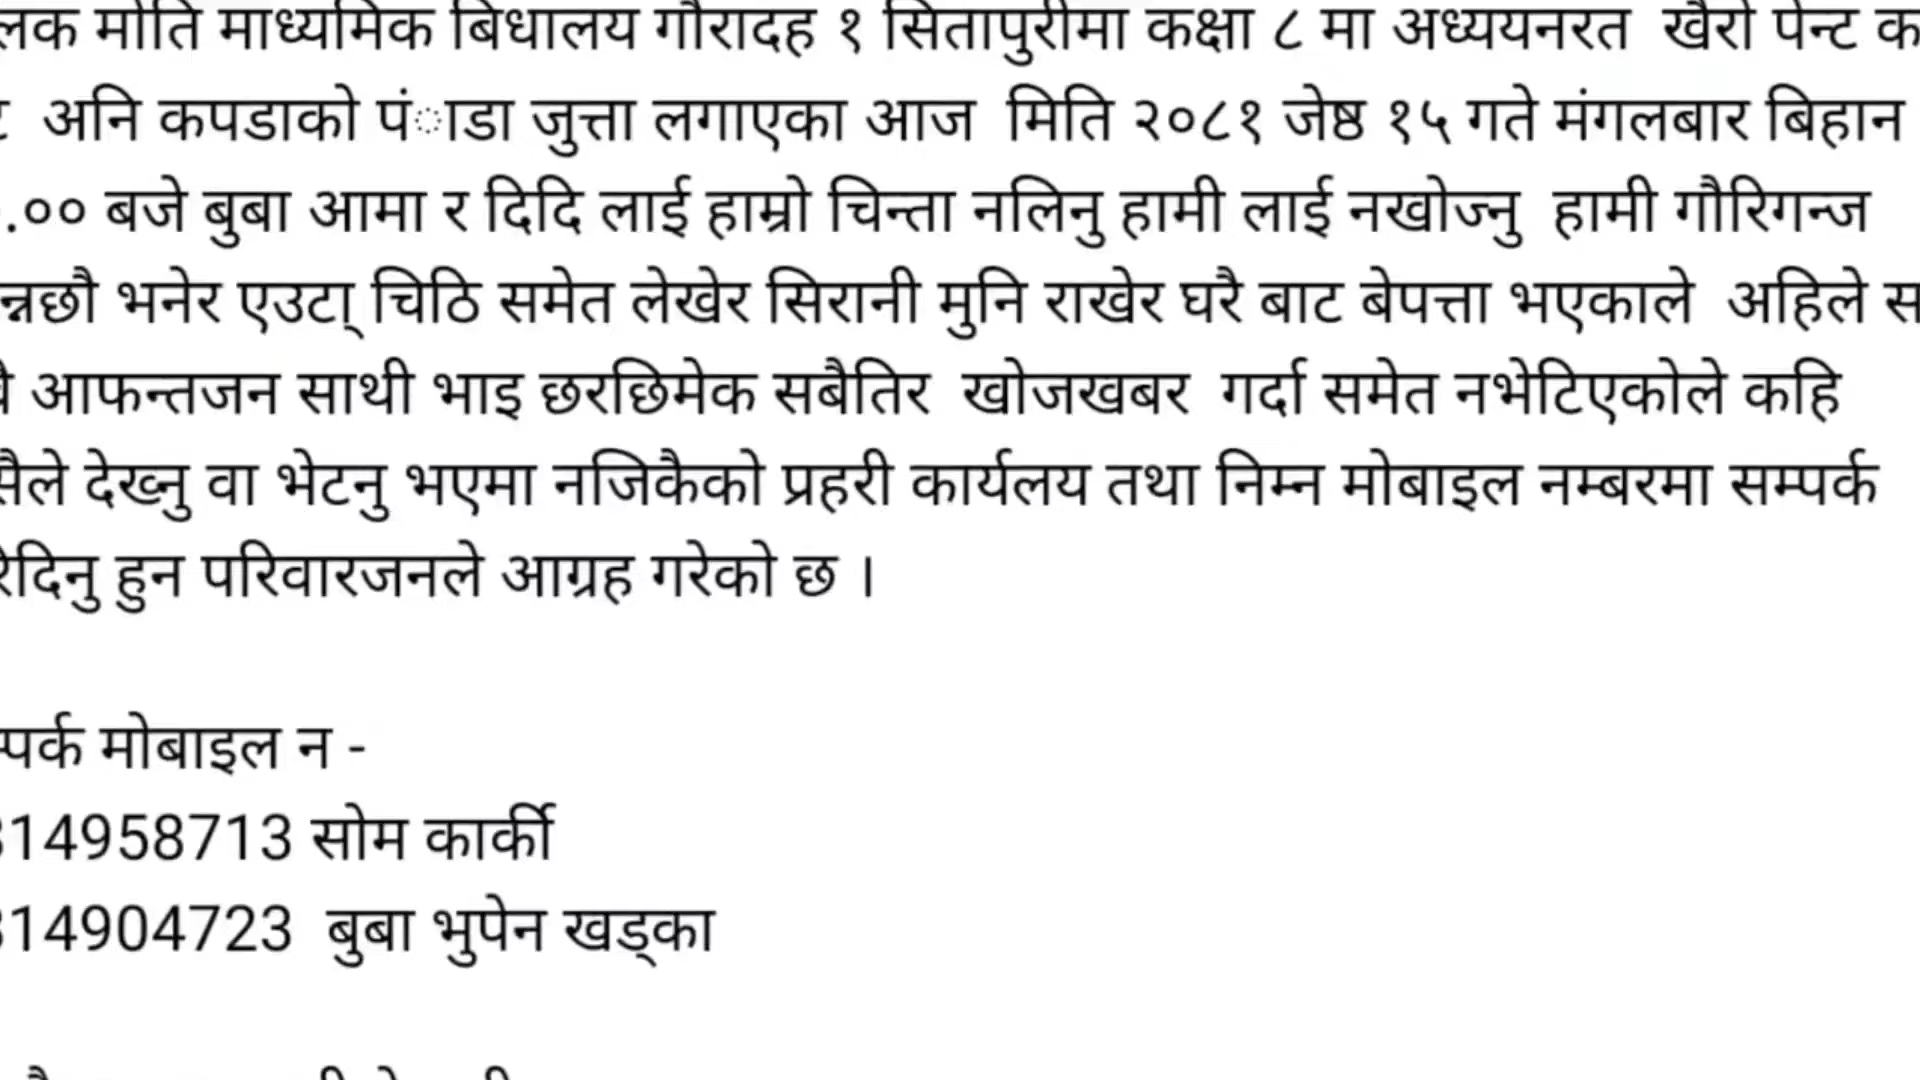 लक मोति माध्यमिक बिधालय गौरादह १ सितापुरीमा कक्षा ८ मा अध्ययनरत खैरो पेन्ट क
अनि कपडाको पंाडा जुत्ता लगाएका आज मिति २०८१ जेष्ठ १५ गते मंगलबार बिहान
.०० बजे बुबा आमा र दिदि लाई हाम्रो चिन्ता नलिनु हामी लाई नखोज्नु हामी गौरिगन्ज
न्नछौ भनेर एउटा् चिठि समेत लेखेर सिरानी मुनि राखेर घरै बाट बेपत्ता भएकाले अहिले स
बै आफन्तजन साथी भाइ छरछिमेक सबैतिर खोजखबर गर्दा समेत नभेटिएकोले कहि
सैले देख्नु वा भेटनु भएमा नजिकैको प्रहरी कार्यलय तथा निम्न मोबाइल नम्बरमा सम्पर्क
रिदिनु हुन परिवारजनले आग्रह गरेको छ ।
म्पर्क मोबाइल न -
14958713 सोम कार्की
14904723 बुबा भुपेन खड्का